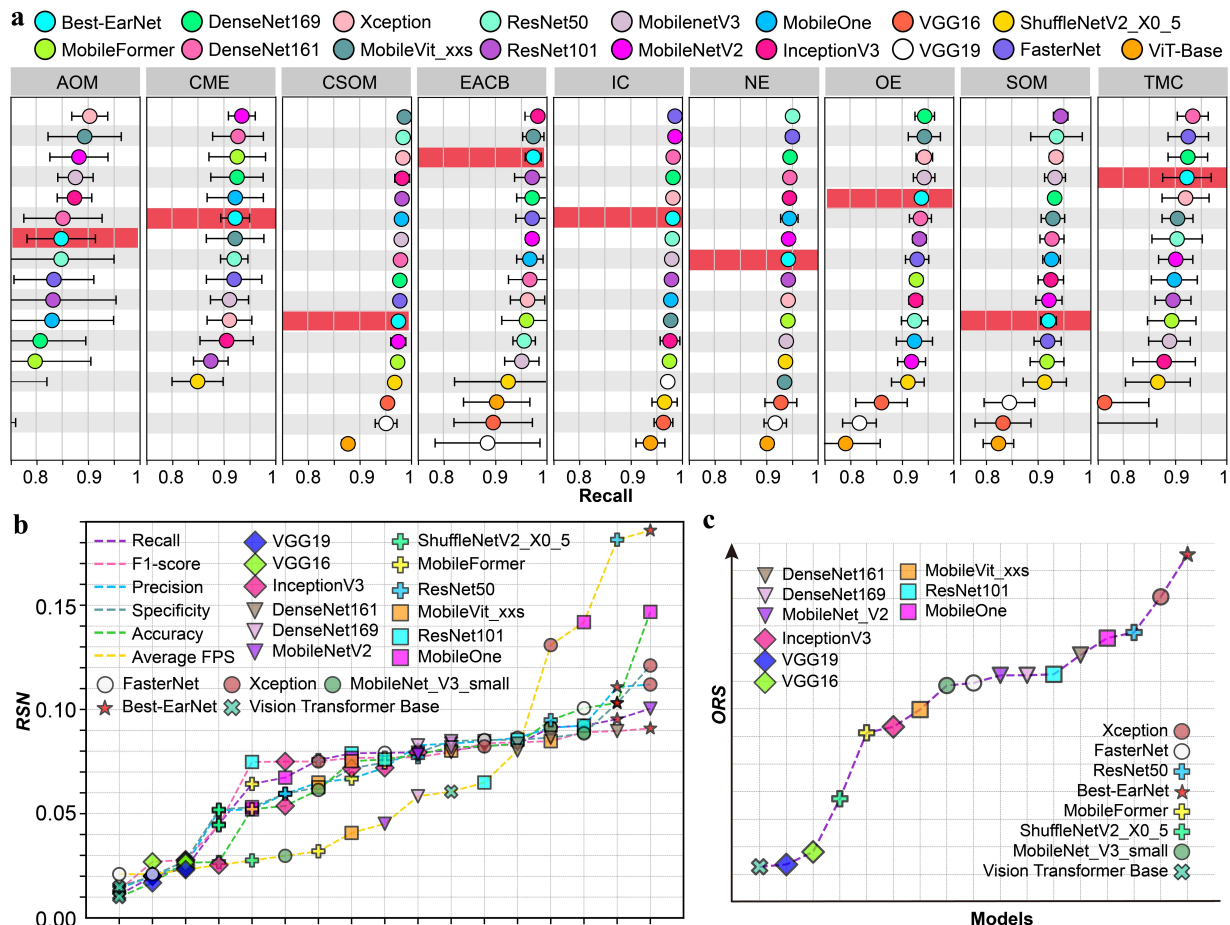 a
Best-EarNet DenseNet169 Xception ResNet50 MobilenetV3 MobileOne VGG16 ShuffleNetV2_X0_5
MobileFormer DenseNet161 MobileVit_xxs ResNet101 MobileNetV2 InceptionV3 VGG19 FasterNet ViT-Base
AOM CME CSOM EACB IC NE OE SOM TMC
0.8 0.9 1 0.8 0.9 1 0.8 0.9 1 0.8 0.9 1 0.8 0.9 1 0.8 0.9 1 0.8 0.9 1 0.8 0.9 1 0.8 0.9 1
Recall
b
RSN
0.15
0.10
0.05
0.00
Recall
F1-score
Precision
Specificity
Accuracy
Average FPS
VGG19
VGG16
InceptionV3
DenseNet161
DenseNet169
MobileNetV2
ShuffleNetV2_X0_5
MobileFormer
ResNet50
MobileVit_xxs
ResNet101
MobileOne
FasterNet Xception MobileNet_V3_small
Best-EarNet Vision Transformer Base
c
ORS
DenseNet161
DenseNet169
MobileNet_V2
InceptionV3
VGG19
VGG16
MobileVit_xxs
ResNet101
MobileOne
Xception
FasterNet
ResNet50
Best-EarNet
MobileFormer
ShuffleNetV2_X0_5
MobileNet_V3_small
Vision Transformer Base
Models